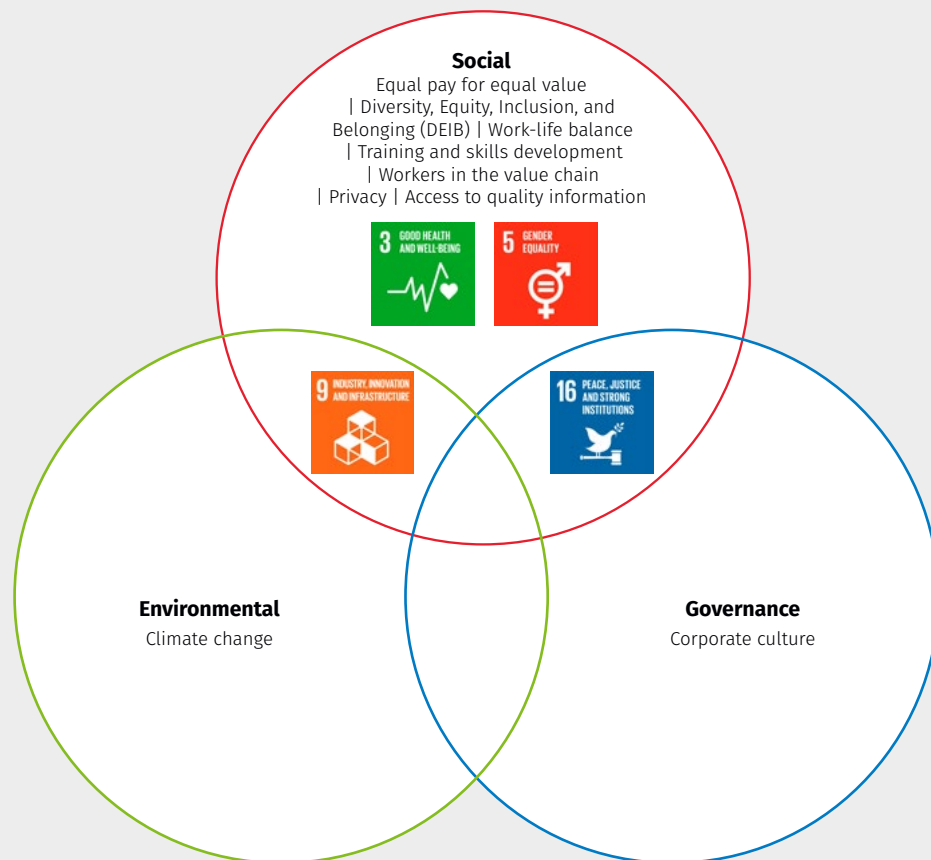 Social
Equal pay for equal value
| Diversity, Equity, Inclusion, and
Belonging (DEIB) | Work-life balance
| Training and skills development
| Workers in the value chain
| Privacy | Access to quality information
3 GOOD HEALTH
AND WELL-BEING
5 GENDER
EQUALITY
9 INDUSTRY, INNOVATION
AND INFRASTRUCTURE
16 PEACE, JUSTICE
AND STRONG
INSTITUTIONS
Environmental
Climate change
Governance
Corporate culture